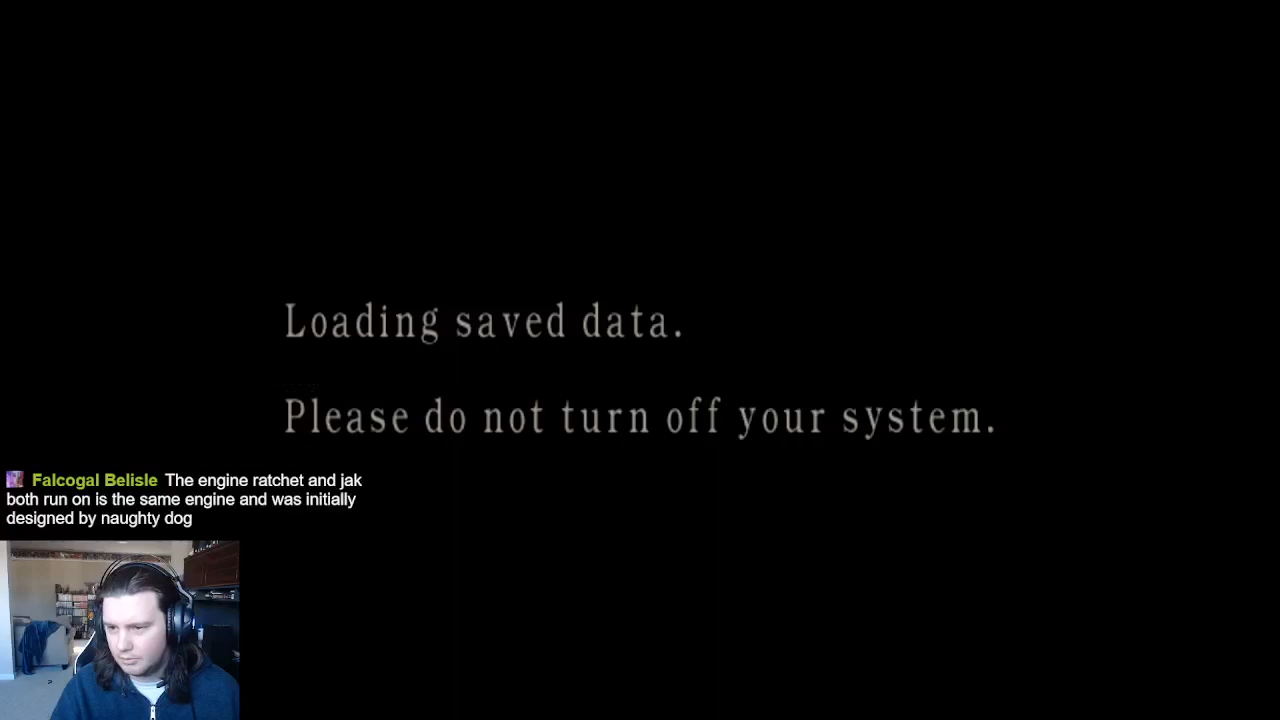 Loading saved data.
Please do not turn off your system.
Falcogal Belisle The engine ratchet and jak
both run on is the same engine and was initially
designed by naughty dog